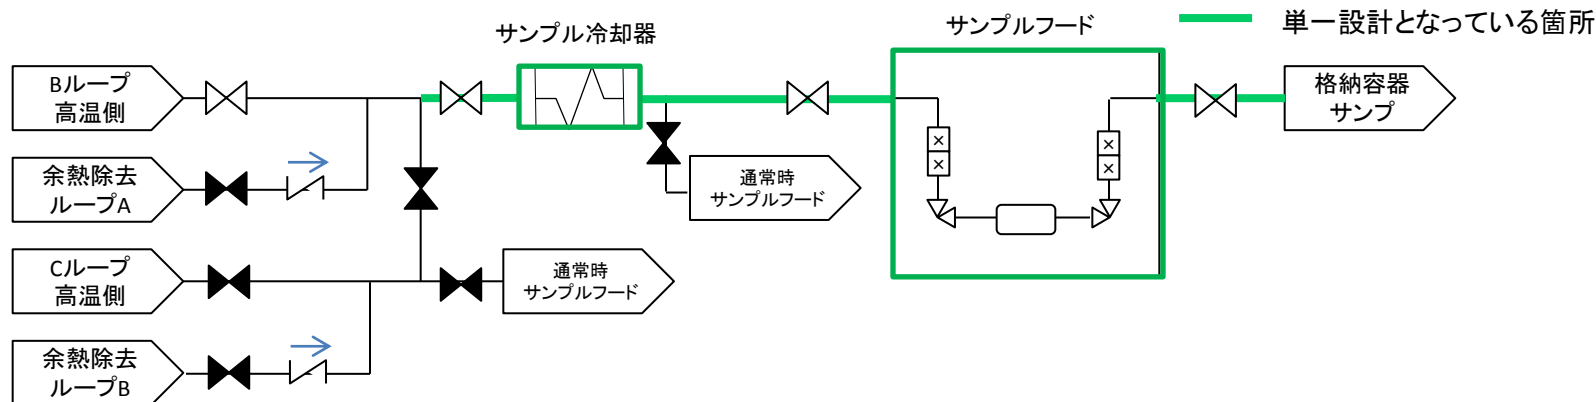 サンプル冷却器
サンプルフード
単一設計となっている箇所
Bループ
高温側
格納容器
サンプ
余熱除去
ループA
通常時
サンプルフード
Cループ
高温側
通常時
サンプルフード
余熱除去
ループB